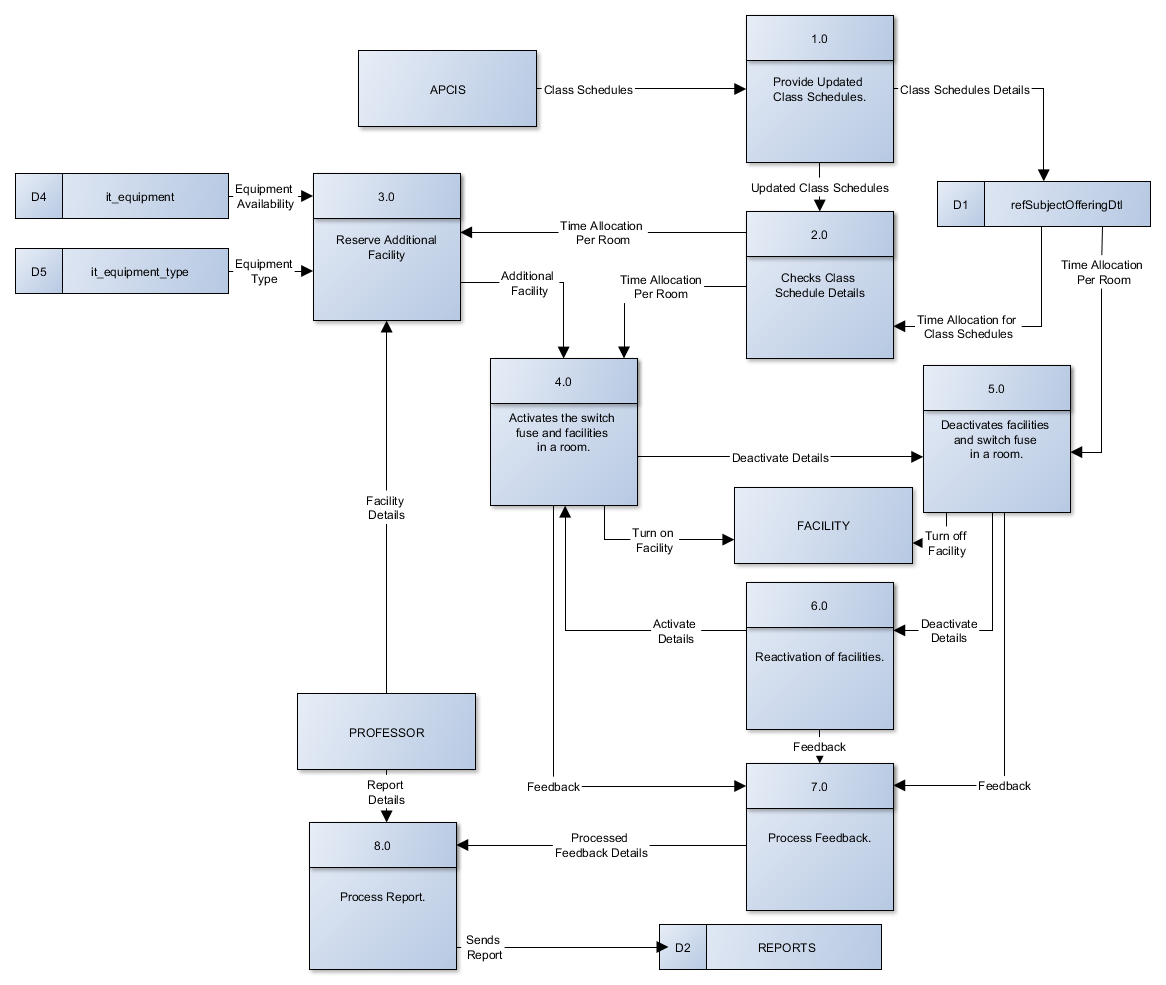 1.0
APCIS
Class Schedules
Provide Updated
Class Schedules.
Class Schedules Details
D4
it_equipment
Equipment
Availability
3.0
Updated Class Schedules
D1
refSubjectOfferingDtl
Reserve Additional
Facility
Time Allocation
Per Room
2.0
D5
it_equipment_type
Equipment
Type
Additional
Facility
Time Allocation
Per Room
Checks Class
Schedule Details
Time Allocation
Per Room
Time Allocation for
Class Schedules
4.0
Activates the switch
fuse and facilities
in a room.
5.0
Deactivates facilities
and switch fuse
in a room.
Deactivate Details
Facility
Details
Turn on
Facility
FACILITY
Turn off
Facility
6.0
Activate
Details
Reactivation of facilities.
Deactivate
Details
PROFESSOR
Feedback
Report
Details
Feedback
7.0
Feedback
8.0
Processed
Feedback Details
Process Feedback.
Process Report.
Sends
Report
D2
REPORTS